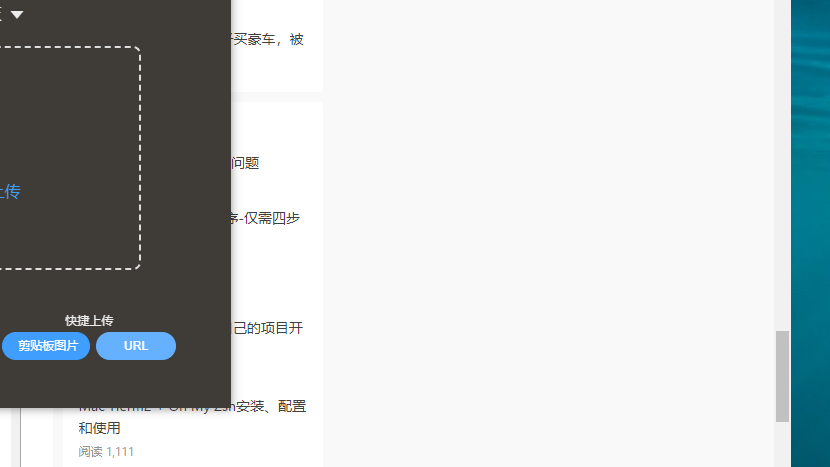 买豪车，被
问题
上传
序-仅需四步
快捷上传
己的项目开
剪贴板图片
URL
Mac iTerm2 + Oh My Zsh安装、配置
和使用
阅读 1,111